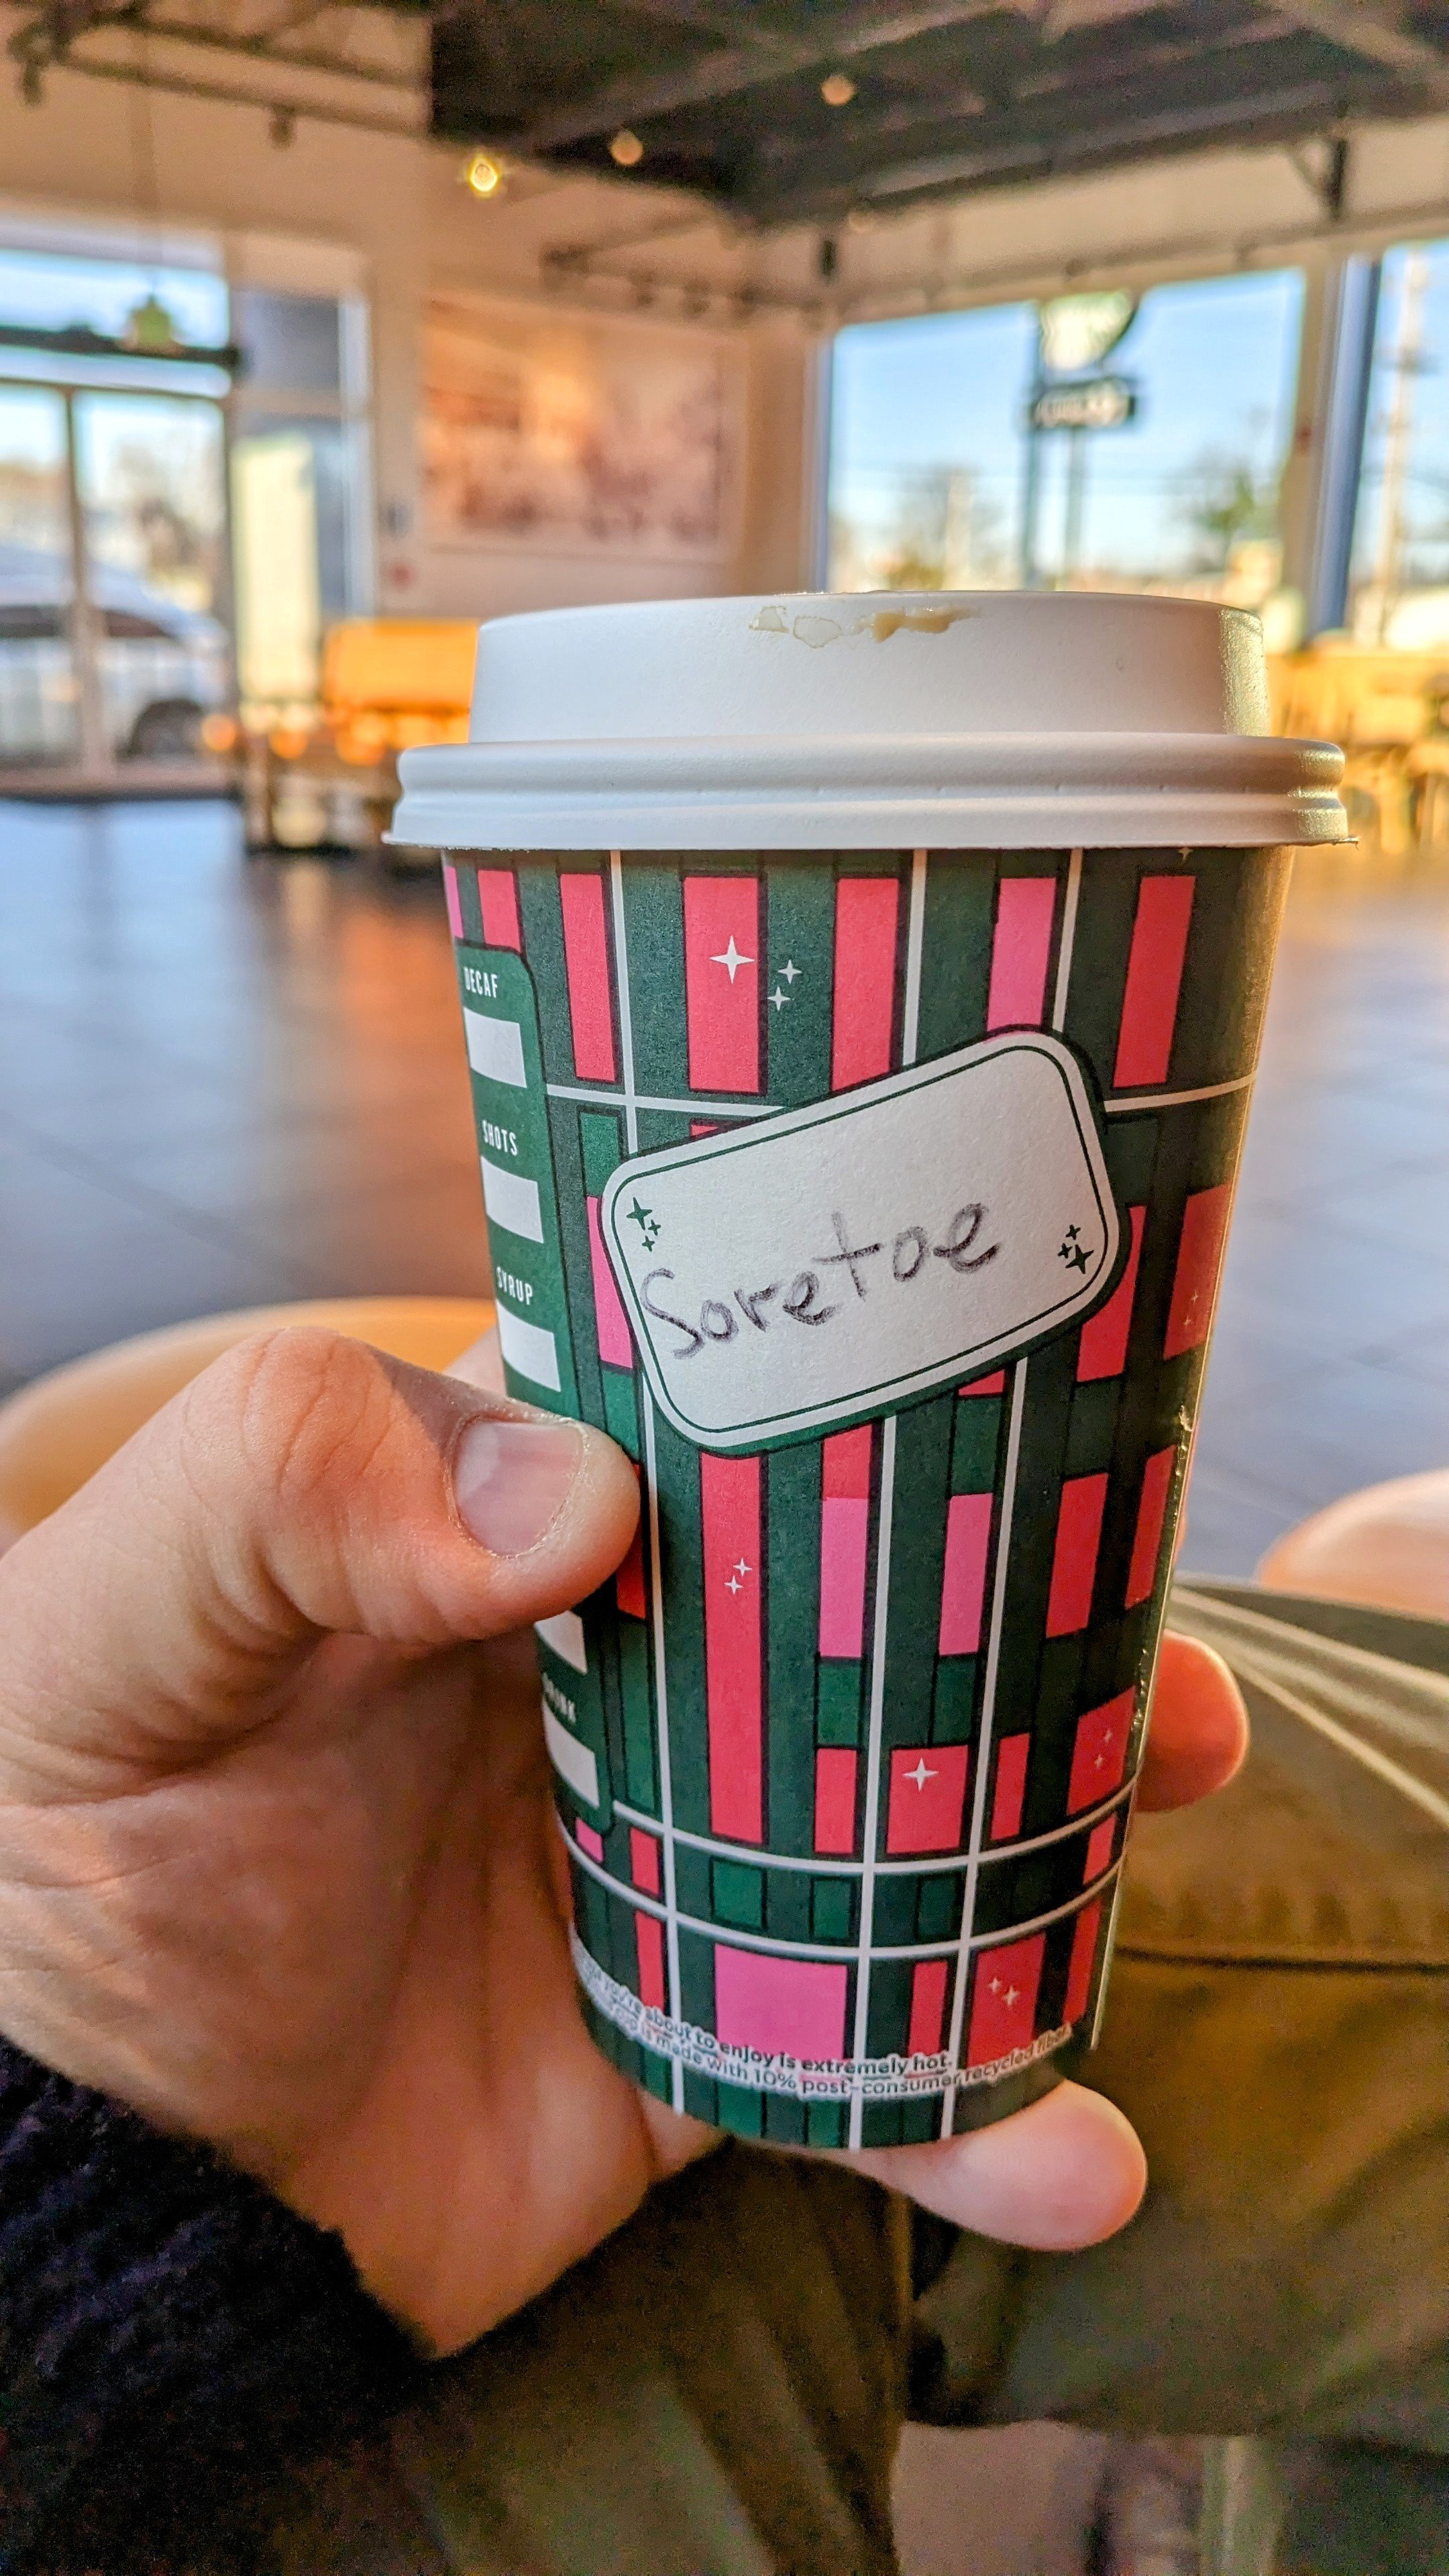 DECAF
SHOTS
SYRUP
Soretoe
you're about to enjoy is extremely hot.
is made with 10% post-consumer recycled fiber.